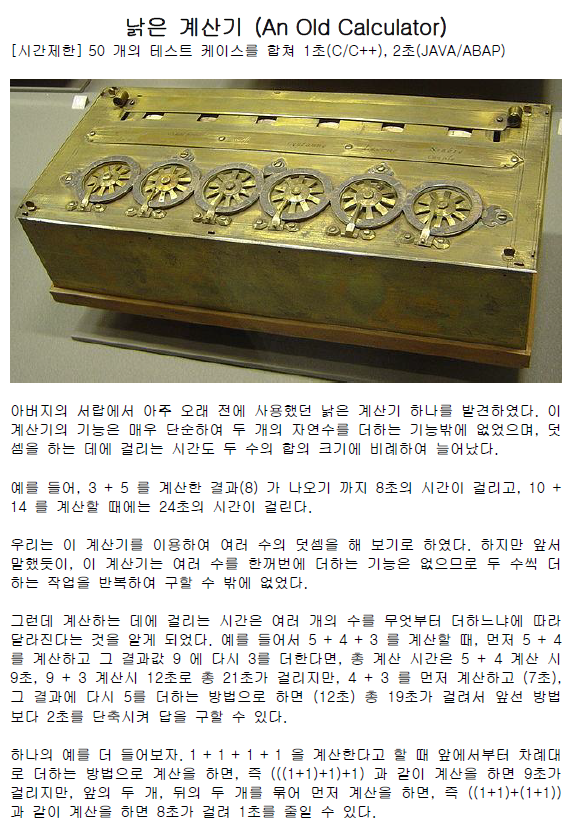 낡은 계산기 (An Old Calculator)
[시간제한] 50 개의 테스트 케이스를 합쳐 1초(C/C++), 2초(JAVA/ABAP)
아버지의 서랍에서 아주 오래 전에 사용했던 낡은 계산기 하나를 발견하였다. 이
계산기의 기능은 매우 단순하여 두 개의 자연수를 더하는 기능밖에 없었으며, 덧
셈을 하는 데에 걸리는 시간도 두 수의 합의 크기에 비례하여 늘어났다.
예를 들어, 3 + 5 를 계산한 결과(8) 가 나오기 까지 8초의 시간이 걸리고, 10 +
14 를 계산할 때에는 24초의 시간이 걸린다.
우리는 이 계산기를 이용하여 여러 수의 덧셈을 해 보기로 하였다. 하지만 앞서
말했듯이, 이 계산기는 여러 수를 한꺼번에 더하는 기능은 없으므로 두 수씩 더
하는 작업을 반복하여 구할 수 밖에 없었다.
그런데 계산하는 데에 걸리는 시간은 여러 개의 수를 무엇부터 더하느냐에 따라
달라진다는 것을 알게 되었다. 예를 들어서 5 + 4 + 3 를 계산할 때, 먼저 5 + 4
를 계산하고 그 결과값 9 에 다시 3를 더한다면, 총 계산 시간은 5 + 4 계산 시
9초, 9 + 3 계산시 12초로 총 21초가 걸리지만, 4 + 3 를 먼저 계산하고 (7초),
그 결과에 다시 5를 더하는 방법으로 하면 (12초) 총 19초가 걸려서 앞선 방법
보다 2초를 단축시켜 답을 구할 수 있다.
하나의 예를 더 들어보자. 1 + 1 + 1 + 1 을 계산한다고 할 때 앞에서부터 차례대
로 더하는 방법으로 계산을 하면, 즉 (((1+1)+1)+1) 과 같이 계산을 하면 9초가
걸리지만, 앞의 두 개, 뒤의 두 개를 묶어 먼저 계산을 하면, 즉 ((1+1)+(1+1))
과 같이 계산을 하면 8초가 걸려 1초를 줄일 수 있다.